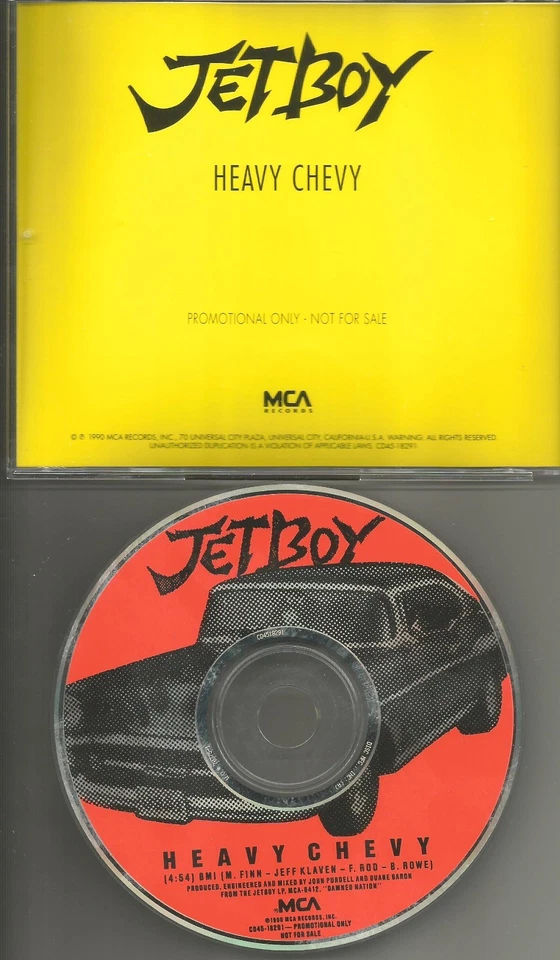 JETBOY
HEAVY CHEVY
PROMOTIONAL ONLY - NOT FOR SALE
MCA
RECORDS
© ℗ 1990 MCA RECORDS, INC., 70 UNIVERSAL CITY PLAZA, UNIVERSAL CITY, CALIFORNIA-U.S.A. WARNING: ALL RIGHTS RESERVED.
UNAUTHORIZED DUPLICATION IS A VIOLATION OF APPLICABLE LAWS. CD45-18291
JETBOY
CD4518291
HEAVY CHEVY
(4:54) BMI (M. FINN - JEFF KLAVEN - F. ROD - B. ROWE)
PRODUCED, ENGINEERED AND MIXED BY JOHN PURDELL AND DUANE BARON
FROM THE JETBOY LP, MCA-6412, "DAMNED NATION"
MCA
℗1990 MCA RECORDS, INC.
CD45-18291— PROMOTIONAL ONLY
NOT FOR SALE